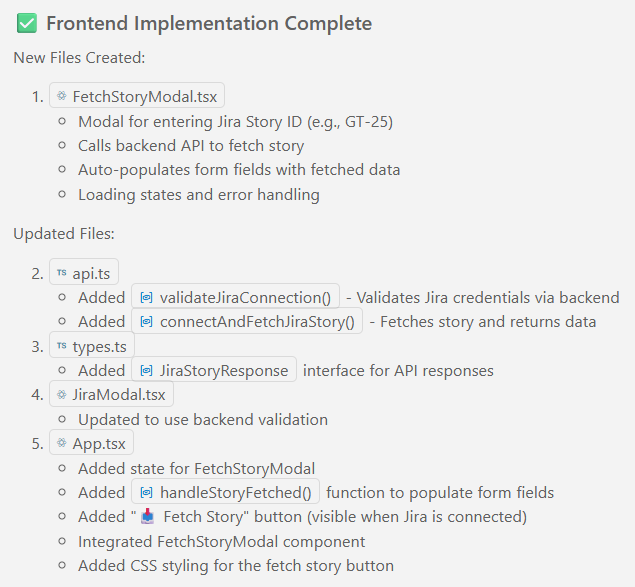 ✅ Frontend Implementation Complete
New Files Created:
1. FetchStoryModal.tsx
Modal for entering Jira Story ID (e.g., GT-25)
Calls backend API to fetch story
Auto-populates form fields with fetched data
Loading states and error handling
Updated Files:
2. TS api.ts
Added validateJiraConnection() - Validates Jira credentials via backend
Added connectAndFetchJiraStory() - Fetches story and returns data
3. TS types.ts
Added JiraStoryResponse interface for API responses
4. JiraModal.tsx
Updated to use backend validation
5. App.tsx
Added state for FetchStoryModal
Added handleStoryFetched() function to populate form fields
Added "📥 Fetch Story" button (visible when Jira is connected)
Integrated FetchStoryModal component
Added CSS styling for the fetch story button